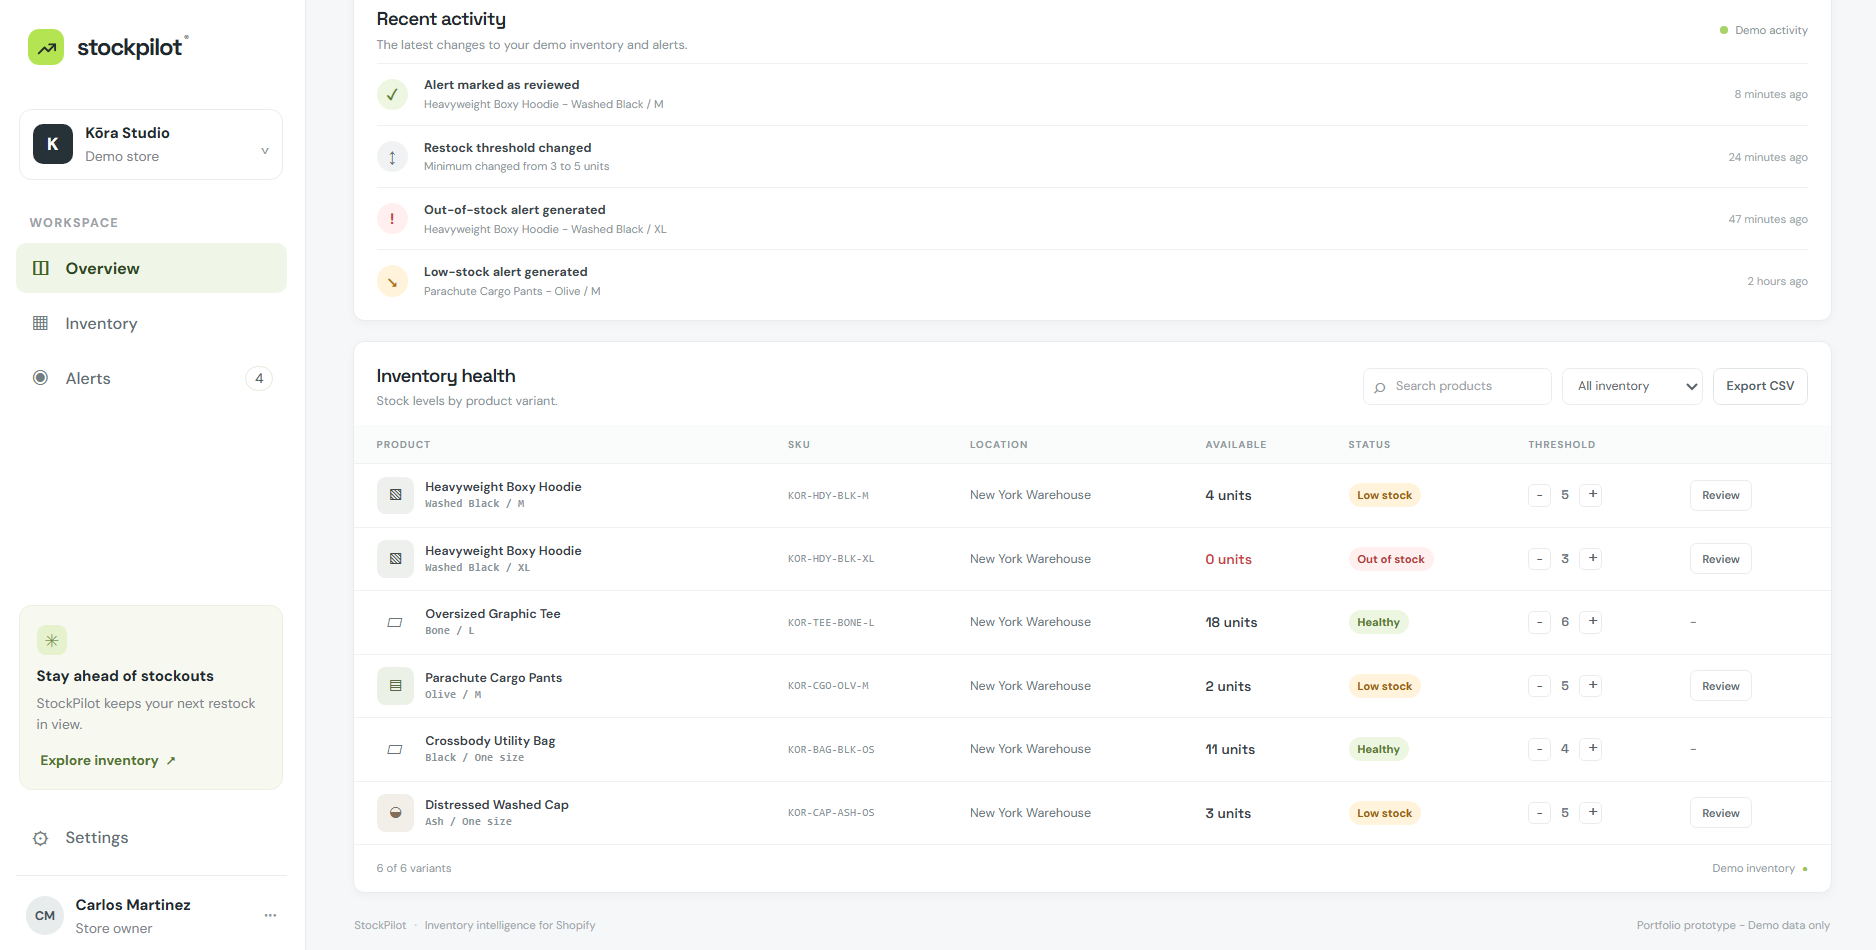 stockpilot
K
Kōra Studio
Demo store
WORKSPACE
Overview
Inventory
Alerts
4
Stay ahead of stockouts
StockPilot keeps your next restock
in view.
Explore inventory ↗
Settings
CM
Carlos Martinez
Store owner
Recent activity
The latest changes to your demo inventory and alerts.
Demo activity
Alert marked as reviewed
Heavyweight Boxy Hoodie - Washed Black / M
8 minutes ago
Restock threshold changed
Minimum changed from 3 to 5 units
24 minutes ago
Out-of-stock alert generated
Heavyweight Boxy Hoodie - Washed Black / XL
47 minutes ago
Low-stock alert generated
Parachute Cargo Pants - Olive / M
2 hours ago
Inventory health
Stock levels by product variant.
Search products
All inventory
Export CSV
PRODUCT SKU LOCATION AVAILABLE STATUS THRESHOLD
Heavyweight Boxy Hoodie
Washed Black / M
KOR-HDY-BLK-M New York Warehouse 4 units Low stock - 5 + Review
Heavyweight Boxy Hoodie
Washed Black / XL
KOR-HDY-BLK-XL New York Warehouse 0 units Out of stock - 3 + Review
Oversized Graphic Tee
Bone / L
KOR-TEE-BONE-L New York Warehouse 18 units Healthy - 6 + -
Parachute Cargo Pants
Olive / M
KOR-CGO-OLV-M New York Warehouse 2 units Low stock - 5 + Review
Crossbody Utility Bag
Black / One size
KOR-BAG-BLK-OS New York Warehouse 11 units Healthy - 4 + -
Distressed Washed Cap
Ash / One size
KOR-CAP-ASH-OS New York Warehouse 3 units Low stock - 5 + Review
6 of 6 variants
Demo inventory
StockPilot · Inventory intelligence for Shopify
Portfolio prototype - Demo data only